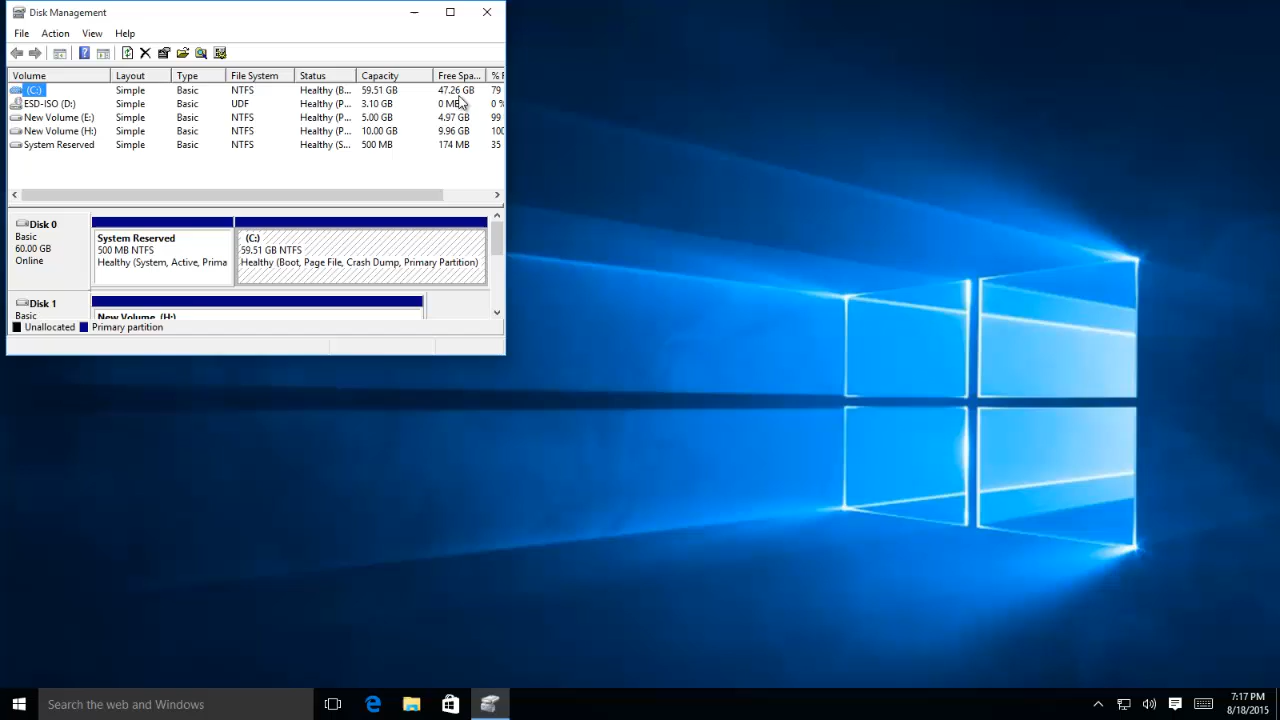 Disk Management
File Action View Help
Volume Layout Type File System Status Capacity Free Spa... % F
(C:) Simple Basic NTFS Healthy (B... 59.51 GB 47.26 GB 79
ESD-ISO (D:) Simple Basic UDF Healthy (P... 3.10 GB 0 MB 0 %
New Volume (E:) Simple Basic NTFS Healthy (P... 5.00 GB 4.97 GB 99
New Volume (H:) Simple Basic NTFS Healthy (P... 10.00 GB 9.96 GB 100
System Reserved Simple Basic NTFS Healthy (S... 500 MB 174 MB 35
Disk 0
Basic
60.00 GB
Online
System Reserved
500 MB NTFS
Healthy (System, Active, Prima
(C:)
59.51 GB NTFS
Healthy (Boot, Page File, Crash Dump, Primary Partition)
Disk 1
Basic
New Volume (H:)
Unallocated Primary partition
Search the web and Windows
7:17 PM
8/18/2015